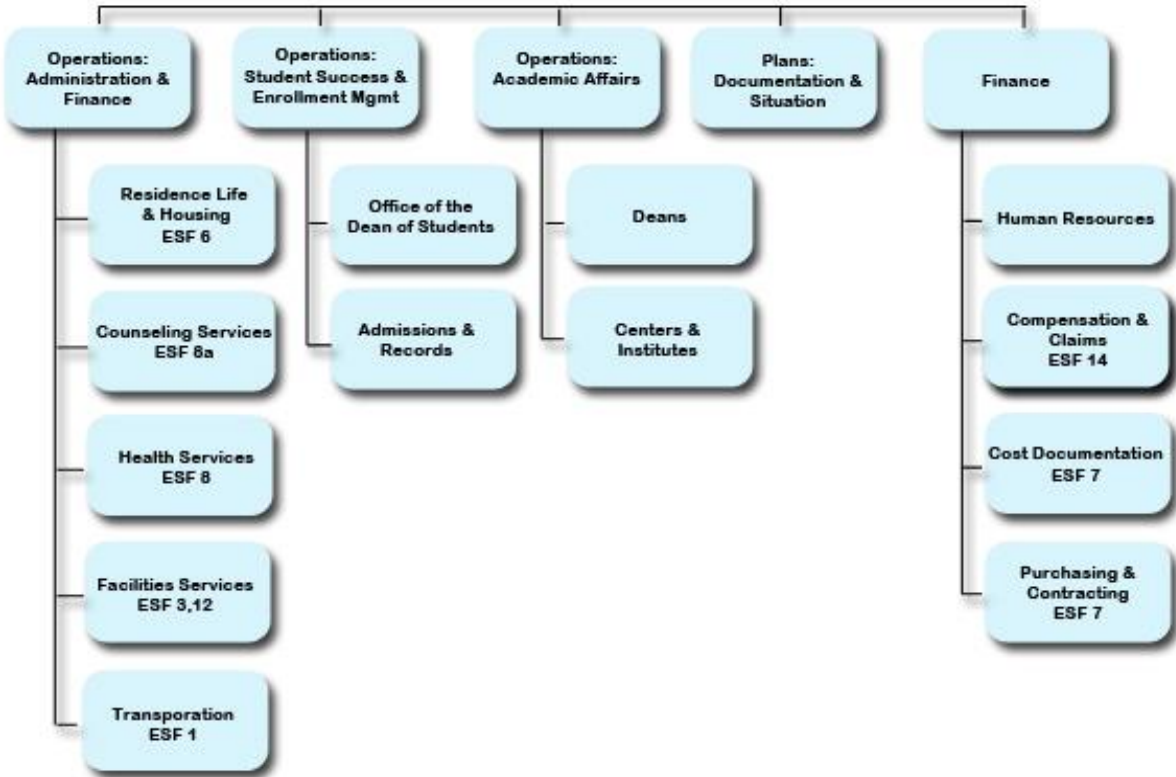 Operations:
Administration &
Finance
Residence Life
& Housing
ESF 6
Counseling Services
ESF 8a
Health Services
ESF 8
Facilities Services
ESF 3,12
Transporation
ESF 1
Operations:
Student Success &
Enrollment Mgmt
Office of the
Dean of Students
Admissions &
Records
Operations:
Academic Affairs
Deans
Centers &
Institutes
Plans:
Documentation &
Situation
Finance
Human Resources
Compensation &
Claims
ESF 14
Cost Documentation
ESF 7
Purchasing &
Contracting
ESF 7